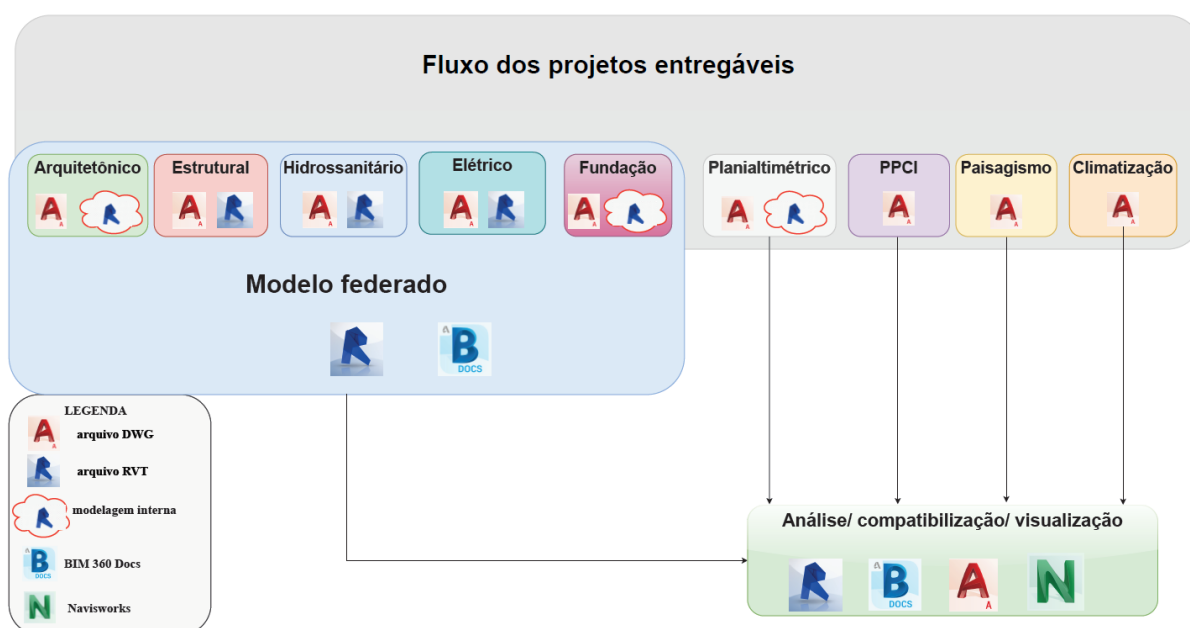 Fluxo dos projetos entregáveis
Arquitetônico
Estrutural
Hidrossanitário
Elétrico
Fundação
Planialtimétrico
PPCI
Paisagismo
Climatização
Modelo federado
DOCS
LEGENDA
arquivo DWG
arquivo RVT
modelagem interna
BIM 360 Docs
Navisworks
Análise/ compatibilização/ visualização
DOCS